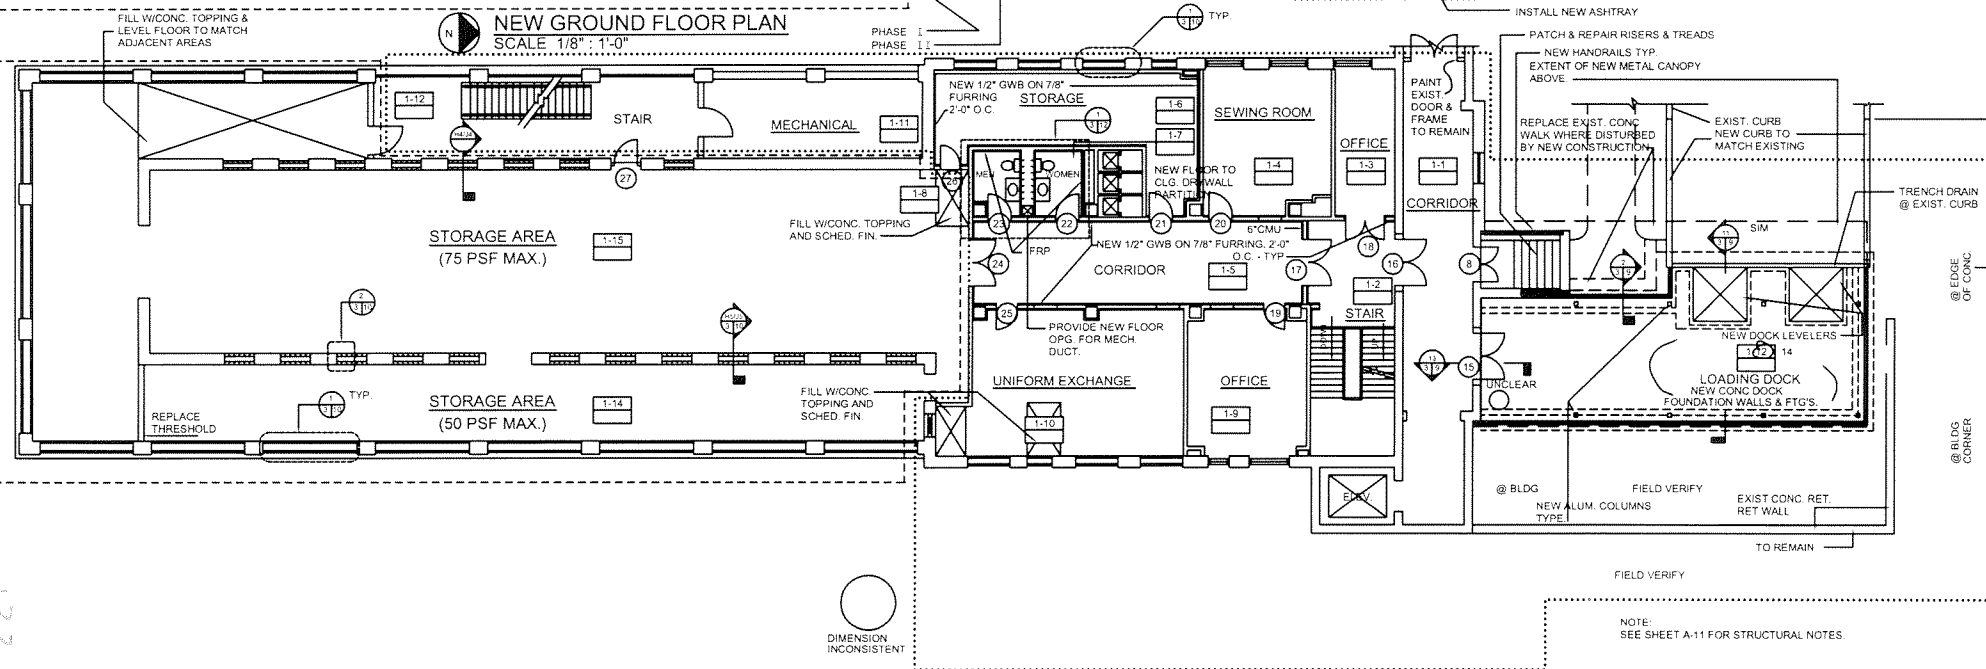 FILL W/CONC. TOPPING &
LEVEL FLOOR TO MATCH
ADJACENT AREAS
N
NEW GROUND FLOOR PLAN
SCALE 1/8" : 1'-0"
PHASE I
PHASE II
1
3 10
TYP.
INSTALL NEW ASHTRAY
PATCH & REPAIR RISERS & TREADS
NEW HANDRAILS TYP.
EXTENT OF NEW METAL CANOPY
ABOVE
1-12
STAIR
MECHANICAL
1-11
NEW 1/2" GWB ON 7/8"
FURRING
2'-0" O.C.
STORAGE
1-6
1-7
SEWING ROOM
1-4
OFFICE
1-3
PAINT
EXIST.
DOOR &
FRAME
TO REMAIN
1-1
CORRIDOR
REPLACE EXIST. CONC
WALK WHERE DISTURBED
BY NEW CONSTRUCTION
EXIST. CURB
NEW CURB TO
MATCH EXISTING
TRENCH DRAIN
@ EXIST. CURB
27
26
1-8
MEN
WOMEN
NEW FLOOR TO
CLG. DRYWALL
PARTITION
FILL W/CONC. TOPPING
AND SCHED. FIN.
23
22
21
20
6"CMU
FRP
NEW 1/2" GWB ON 7/8" FURRING. 2'-0"
O.C. - TYP
18
SIM
STORAGE AREA
(75 PSF MAX.)
1-15
24
CORRIDOR
1-5
17
16
8
@ EDGE
OF CONC.
1-2
STAIR
DOWN
UP
25
19
PROVIDE NEW FLOOR
OPG. FOR MECH.
DUCT.
NEW DOCK LEVELERS
14
LOADING DOCK
NEW CONC DOCK
FOUNDATION WALLS & FTG'S.
15
UNCLEAR
UNIFORM EXCHANGE
OFFICE
1-9
1-10
FILL W/CONC.
TOPPING AND
SCHED. FIN.
STORAGE AREA
(50 PSF MAX.)
1-14
TYP.
REPLACE
THRESHOLD
@ BLDG
CORNER
ELEV.
@ BLDG
FIELD VERIFY
NEW ALUM. COLUMNS
TYPE.
EXIST CONC. RET.
RET WALL
TO REMAIN
FIELD VERIFY
DIMENSION
INCONSISTENT
NOTE:
SEE SHEET A-11 FOR STRUCTURAL NOTES.